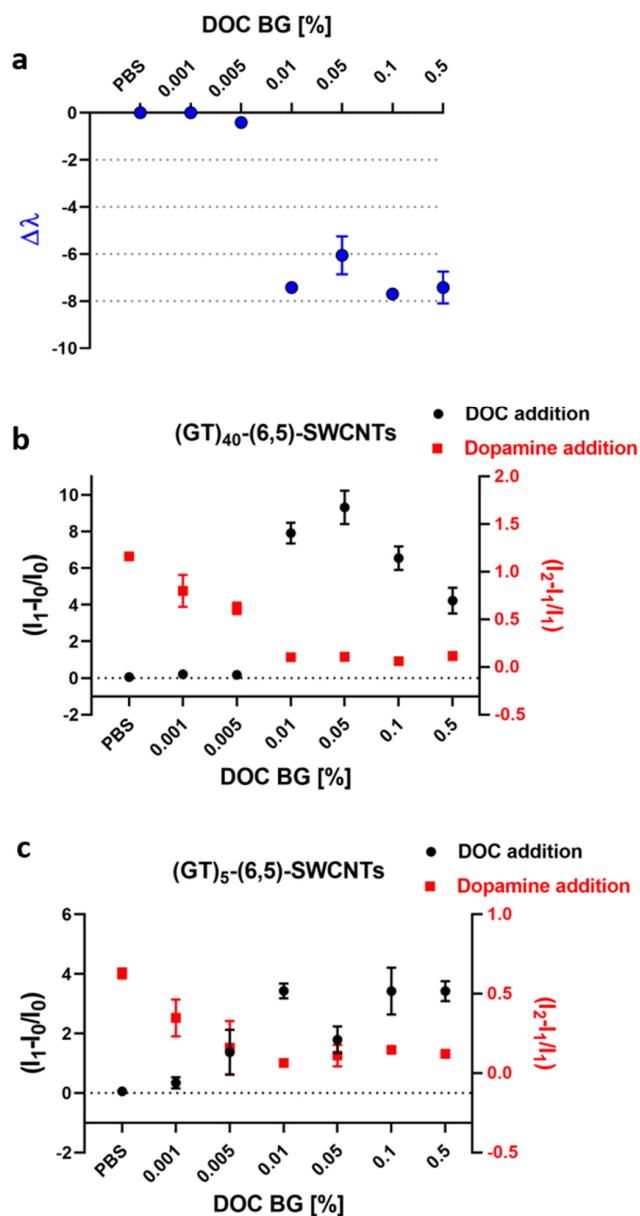 DOC BG [%]
a
PBS 0.001 0.005 0.01 0.05 0.1 0.5
0
-2
-4
-6
-8
-10
Δλ
b
(GT)40-(6,5)-SWCNTs
DOC addition
Dopamine addition
10
8
6
4
2
0
-2
(I1-I0/I0)
2.0
1.5
1.0
0.5
0.0
-0.5
(I2-I1/I1)
PBS 0.001 0.005 0.01 0.05 0.1 0.5
DOC BG [%]
c
(GT)5-(6,5)-SWCNTs
DOC addition
Dopamine addition
6
4
2
0
-2
(I1-I0/I0)
1.0
0.5
0.0
-0.5
(I2-I1/I1)
PBS 0.001 0.005 0.01 0.05 0.1 0.5
DOC BG [%]